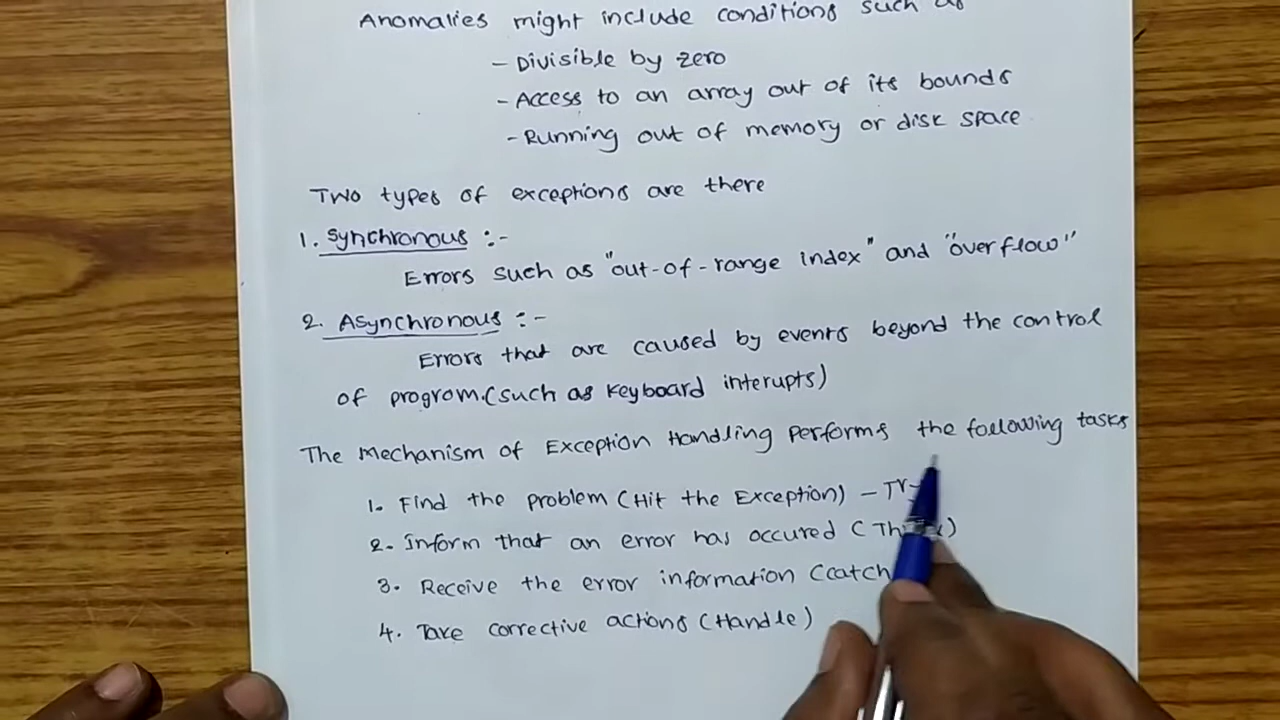 Anomalies might include conditions such as
- Divisible by zero
- Access to an array out of its bounds
- Running out of memory or disk space
Two types of exceptions are there
1. Synchronous :-
Errors such as "out-of-range index" and "overflow"
2. Asynchronous :-
Errors that are caused by events beyond the control
of program.(such as keyboard interupts)
The Mechanism of Exception Handling Performs the following tasks
1. Find the problem (Hit the Exception) -
2. Inform that an error has occured (
3. Receive the error information (catch
4. Take corrective actions (Handle)